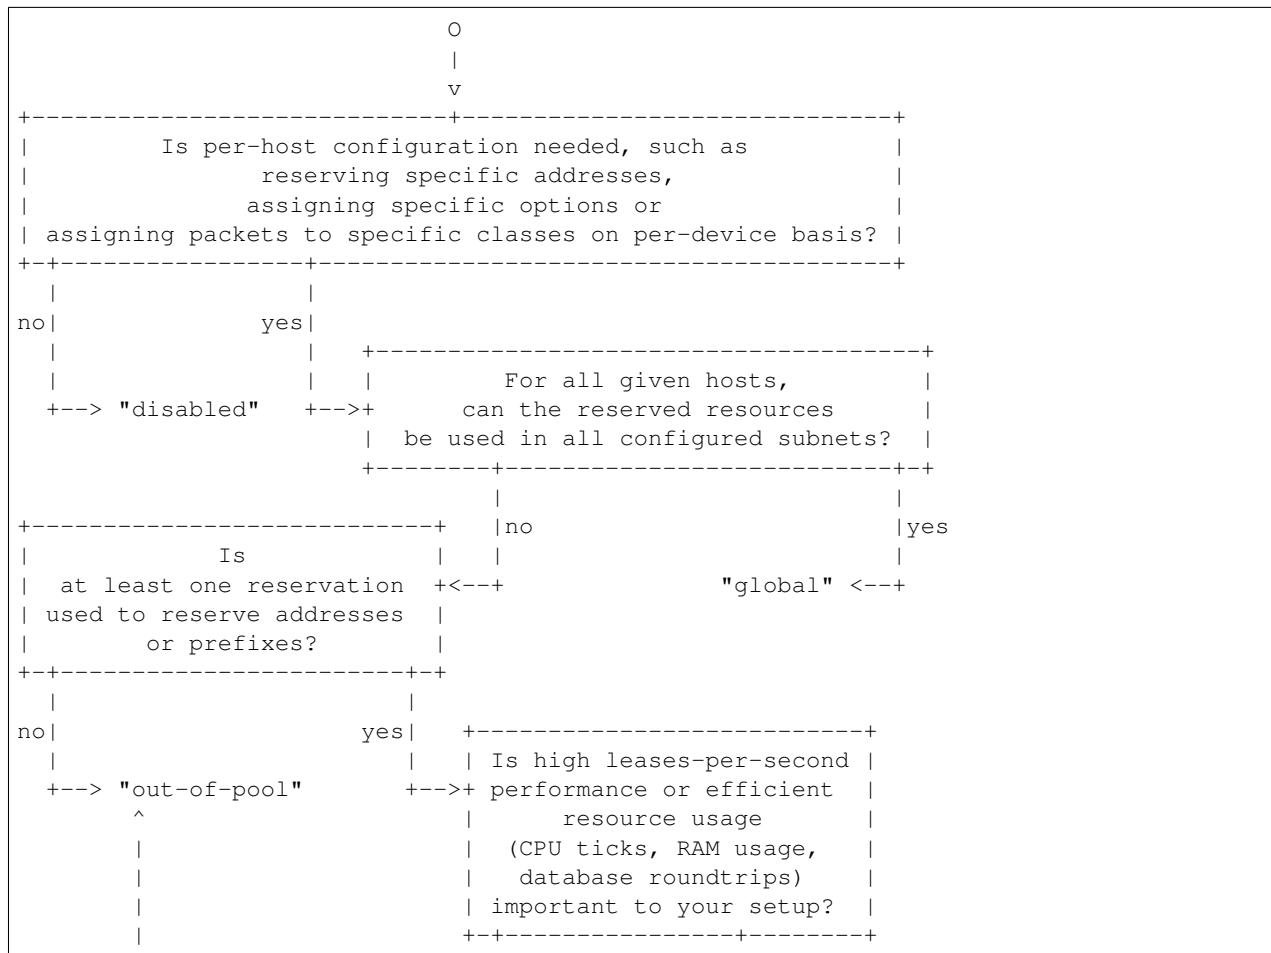 O
                              |
                              v
+-----------------------------+------------------------------+
|         Is per-host configuration needed, such as          |
|                reserving specific addresses,               |
|               assigning specific options or                |
| assigning packets to specific classes on per-device basis? |
+-+-----------------+----------------------------------------+
  |                 |
no|              yes|
  |                 |   +--------------------------------------+
  |                 |   |         For all given hosts,         |
  +--> "disabled"   +-->+      can the reserved resources      |
                        |  be used in all configured subnets?  |
                        +--------+---------------------------+-+
                                 |                           |
+----------------------------+   |no                         |yes
|             Is             |   |                           |
|  at least one reservation  +<--+               "global" <--+
| used to reserve addresses  |
|        or prefixes?        |
+-+------------------------+-+
  |                        |
no|                     yes|   +---------------------------+
  |                        |   | Is high leases-per-second |
  +--> "out-of-pool"       +-->+ performance or efficient  |
        ^                      |      resource usage       |
        |                      |  (CPU ticks, RAM usage,   |
        |                      |   database roundtrips)    |
        |                      | important to your setup?  |
        |                      +-+----------------+--------+